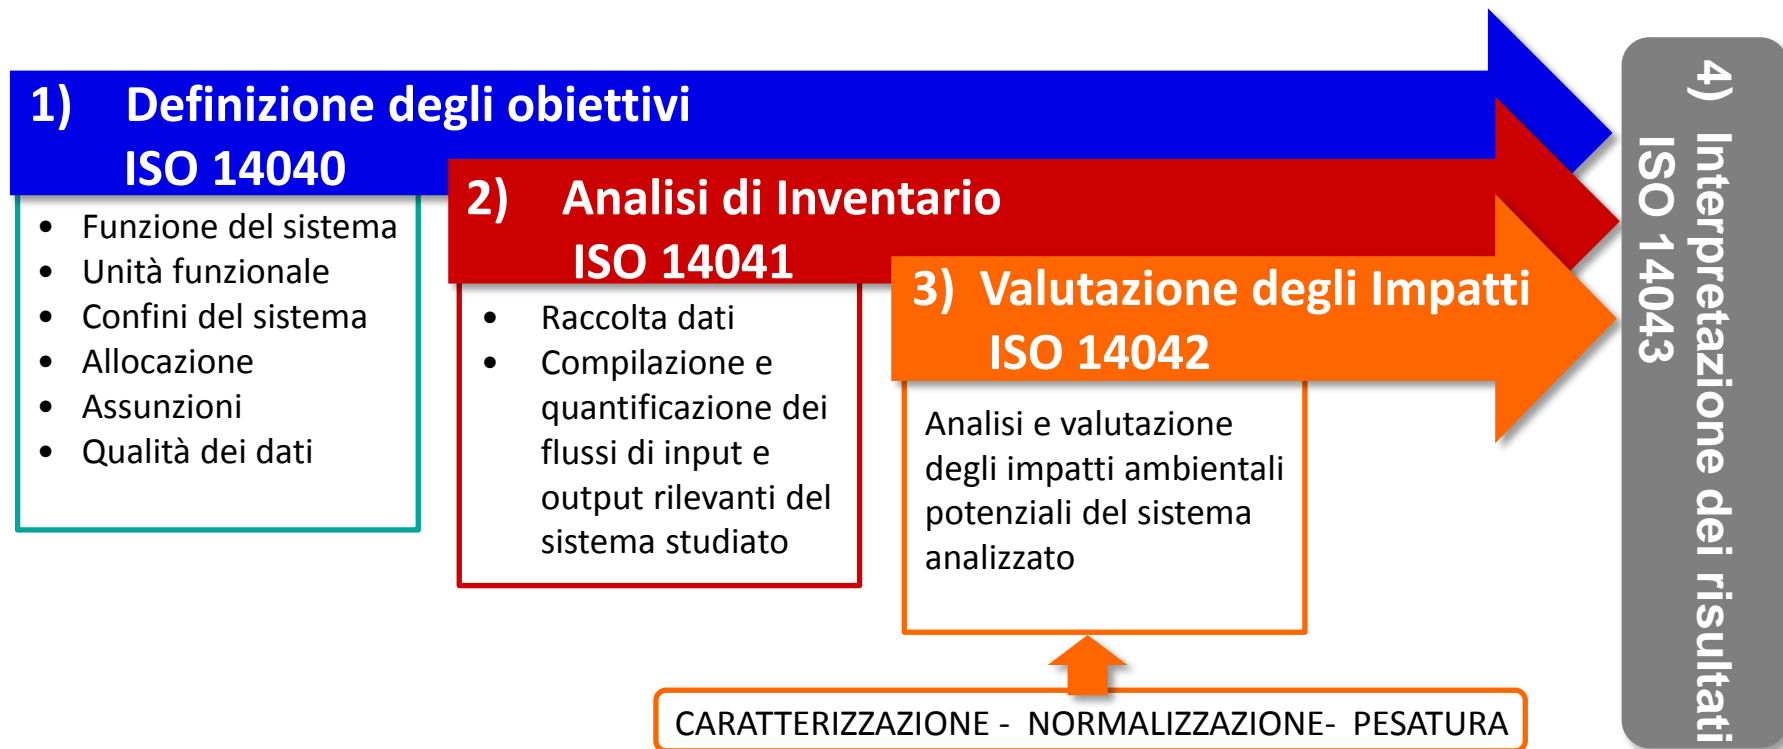 1) Definizione degli obiettivi
ISO 14040
• Funzione del sistema
• Unità funzionale
• Confini del sistema
• Allocazione
• Assunzioni
• Qualità dei dati
2) Analisi di Inventario
ISO 14041
• Raccolta dati
• Compilazione e
quantificazione dei
flussi di input e
output rilevanti del
sistema studiato
3) Valutazione degli Impatti
ISO 14042
Analisi e valutazione
degli impatti ambientali
potenziali del sistema
analizzato
CARATTERIZZAZIONE - NORMALIZZAZIONE- PESATURA
4) Interpretazione dei risultati
ISO 14043